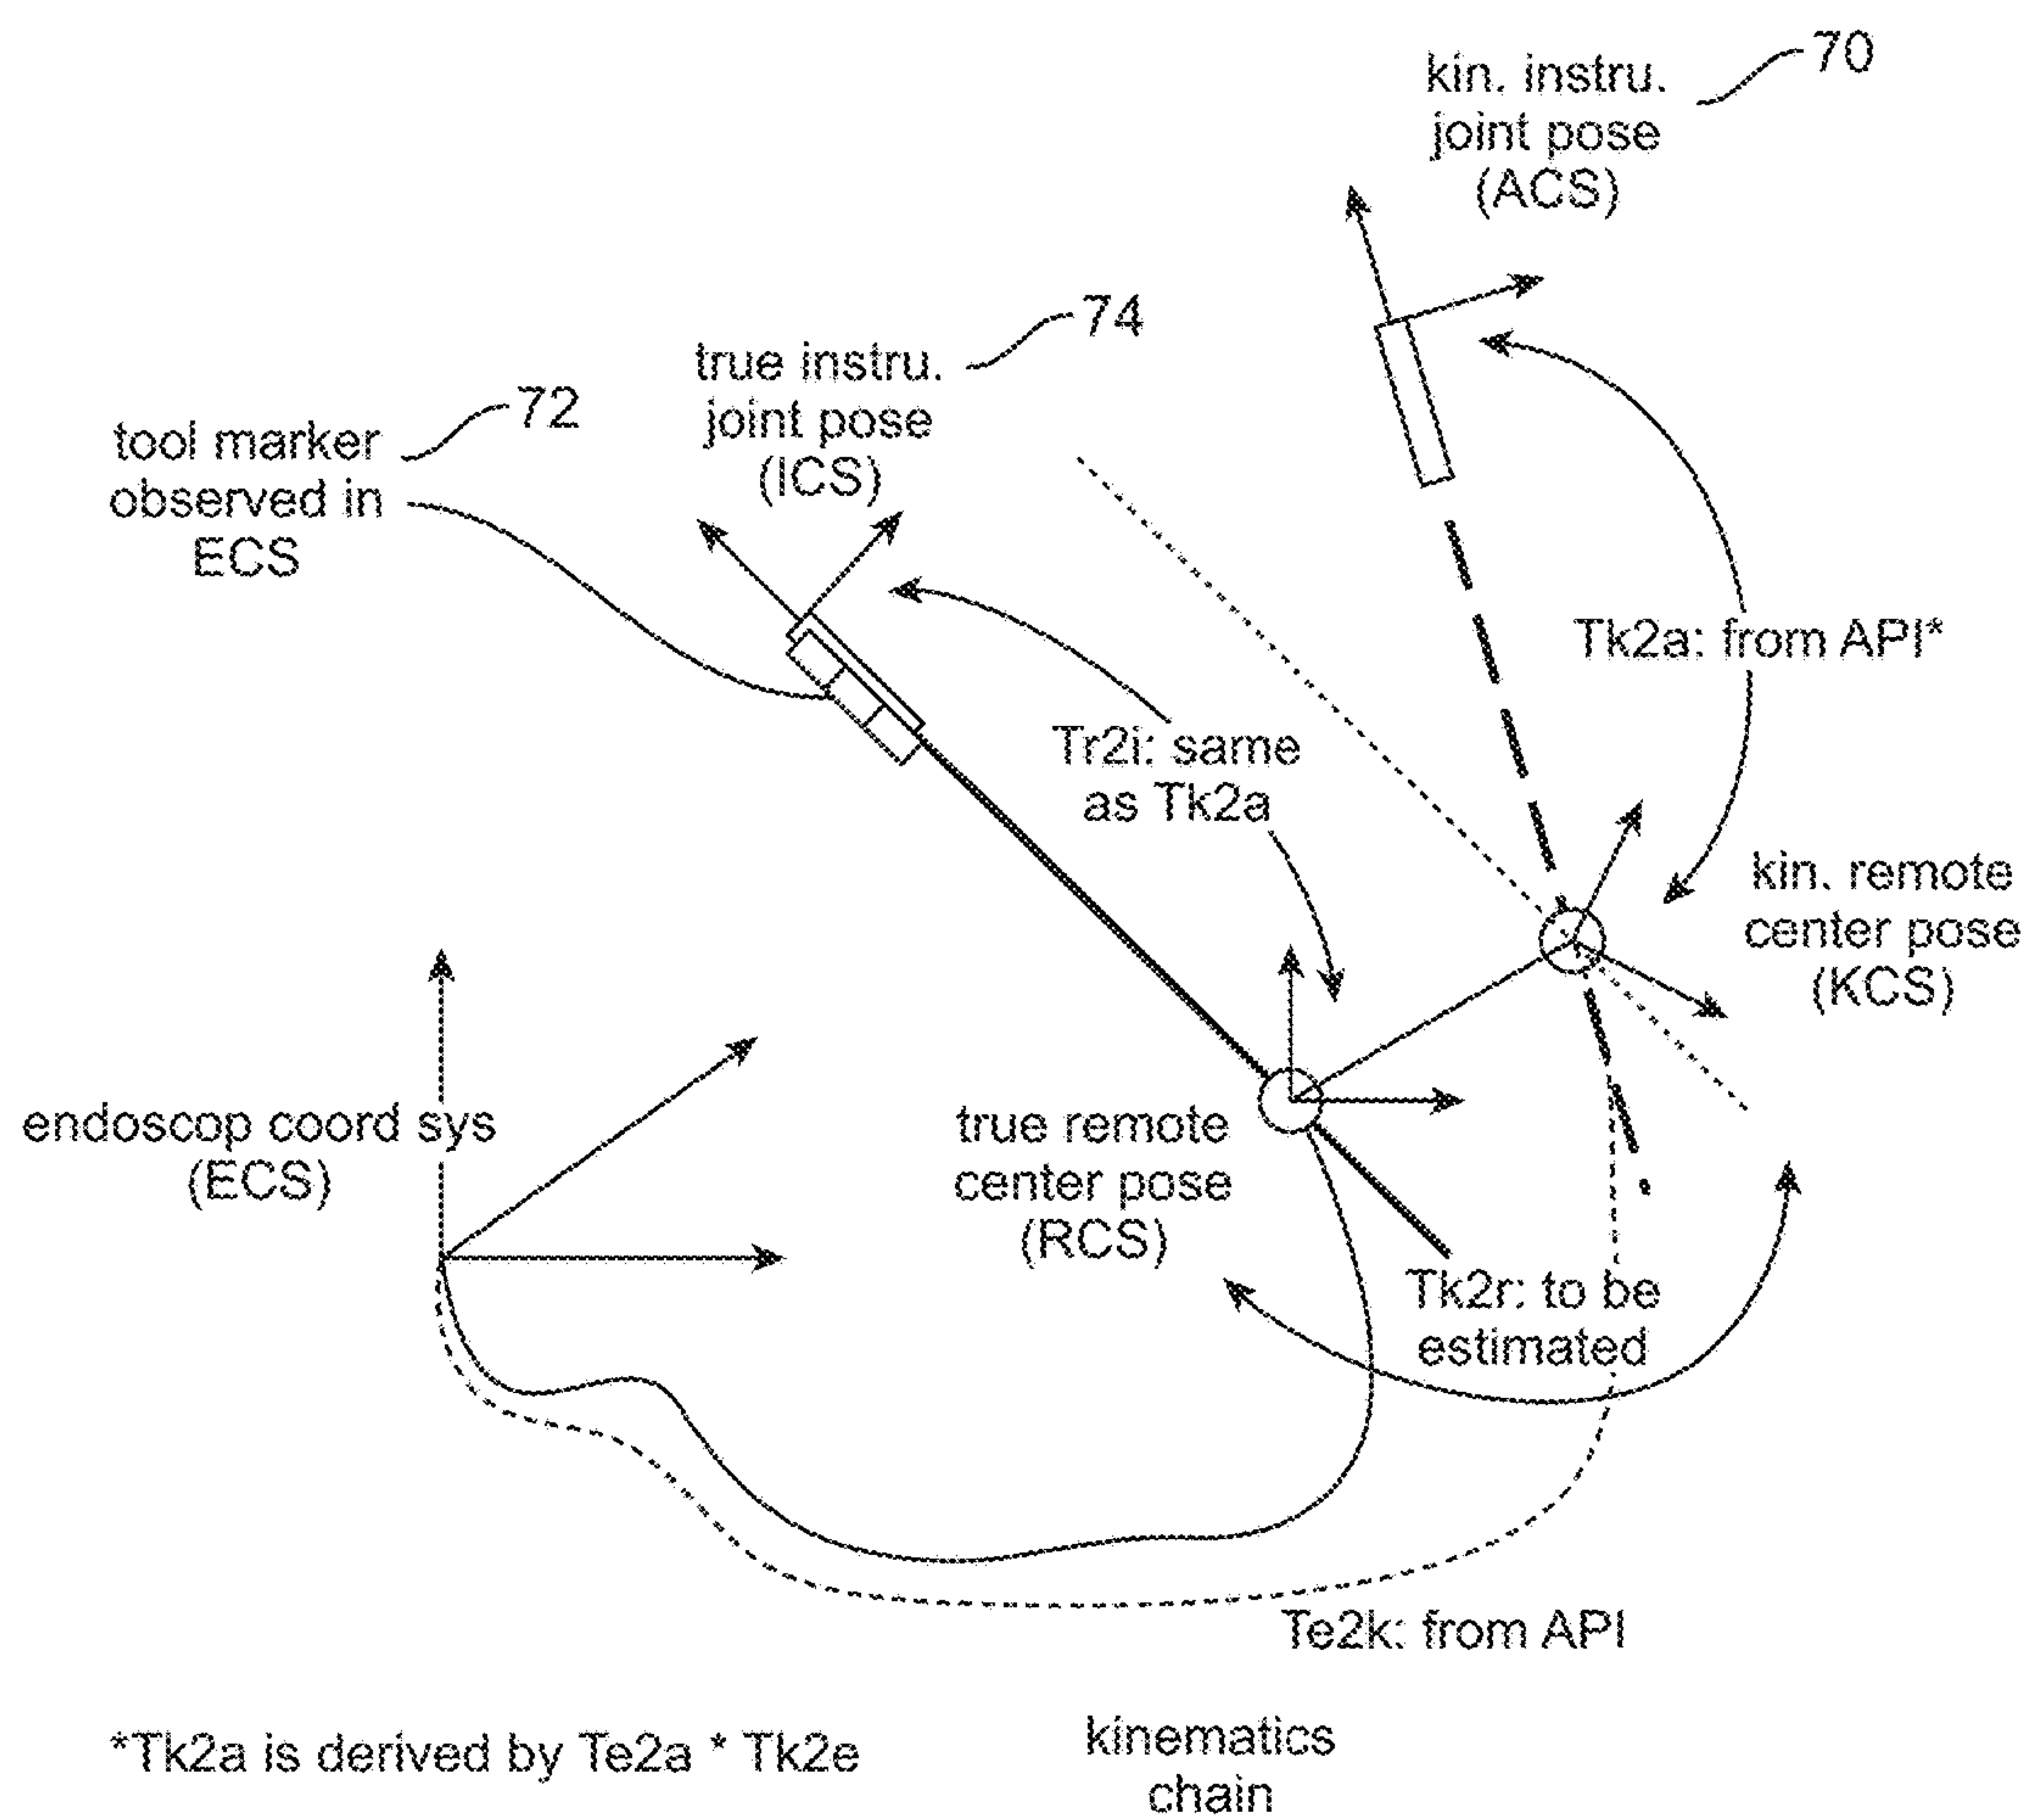 70
kin. instru.
joint pose
(ACS)
74
true instru.
joint pose
(ICS)
72
tool marker
observed in
ECS
Tk2a: from API*
Tr2i: same
as Tk2a
kin. remote
center pose
(KCS)
endoscop coord sys
(ECS)
true remote
center pose
(RCS)
Tk2r: to be
estimated
Te2k: from API
*Tk2a is derived by Te2a * Tk2e
kinematics
chain